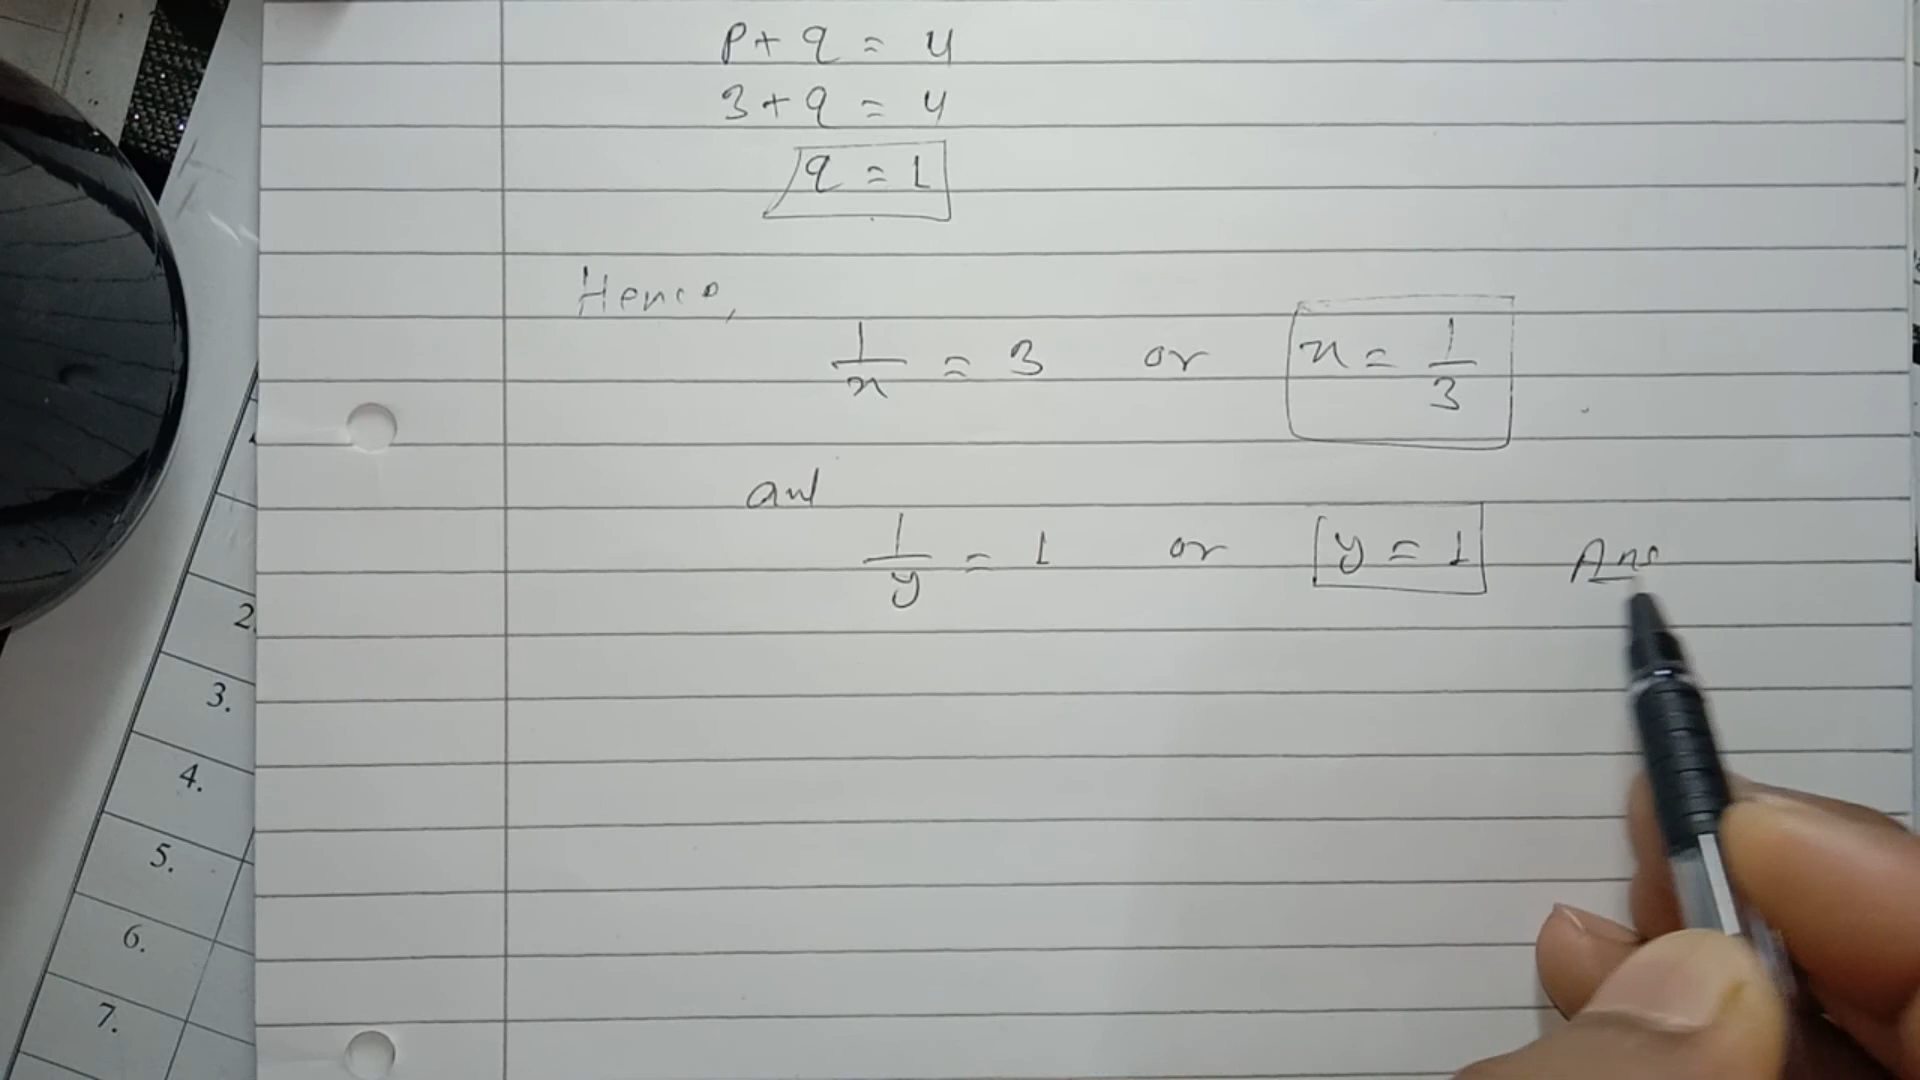 p + q = 4
3 + q = 4
q = 1
Hence,
1/x = 3 or x = 1/3
and
1/y = 1 or y = 1 Ans
2.
3.
4.
5.
6.
7.